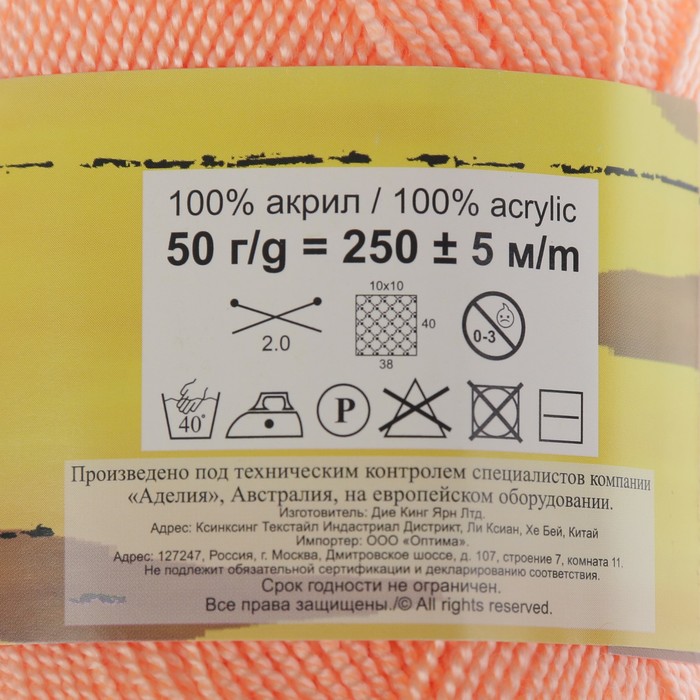 100% акрил / 100% acrylic
50 г/g = 250 ± 5 м/m
10x10
40
0-3
2.0
38
40°
P
Произведено под техническим контролем специалистов компании
«Аделия», Австралия, на европейском оборудовании.
Изготовитель: Дие Кинг Ярн Лтд.
Адрес: Ксинксинг Текстайл Индастриал Дистрикт, Ли Ксиан, Хе Бей, Китай
Импортер: ООО «Оптима».
Адрес: 127247, Россия, г. Москва, Дмитровское шоссе, д. 107, строение 7, комната 11.
Не подлежит обязательной сертификации и декларированию соответствия.
Срок годности не ограничен.
Все права защищены./© All rights reserved.